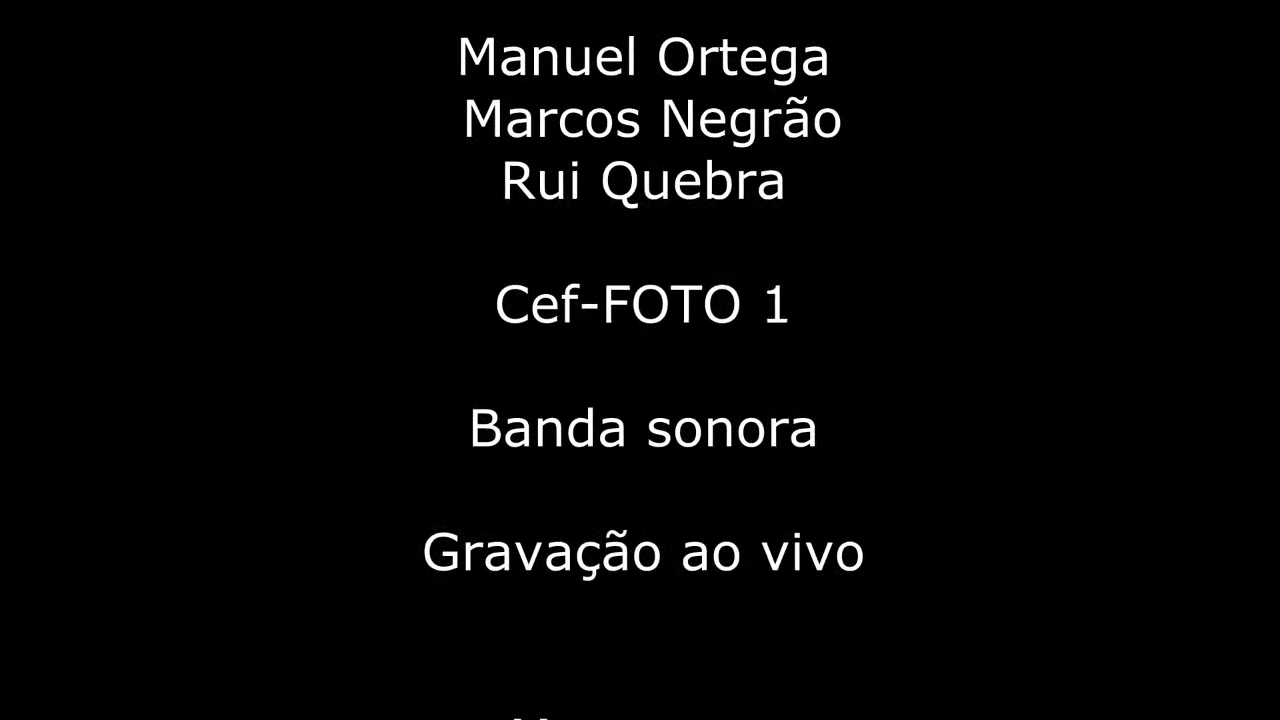 Manuel Ortega
Marcos Negrão
Rui Quebra
Cef-FOTO 1
Banda sonora
Gravação ao vivo